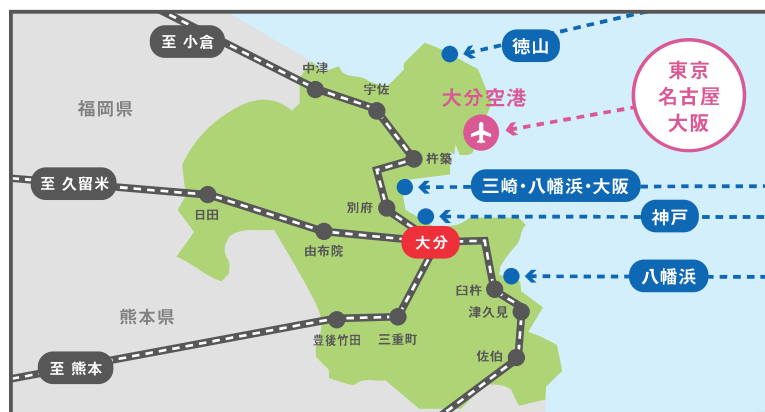 至 小倉
徳山
中津
東京
名古屋
大阪
宇佐
大分空港
福岡県
杵築
至 久留米
三崎・八幡浜・大阪
日田
別府
神戸
由布院
大分
八幡浜
臼杵
熊本県
津久見
豊後竹田
三重町
佐伯
至 熊本